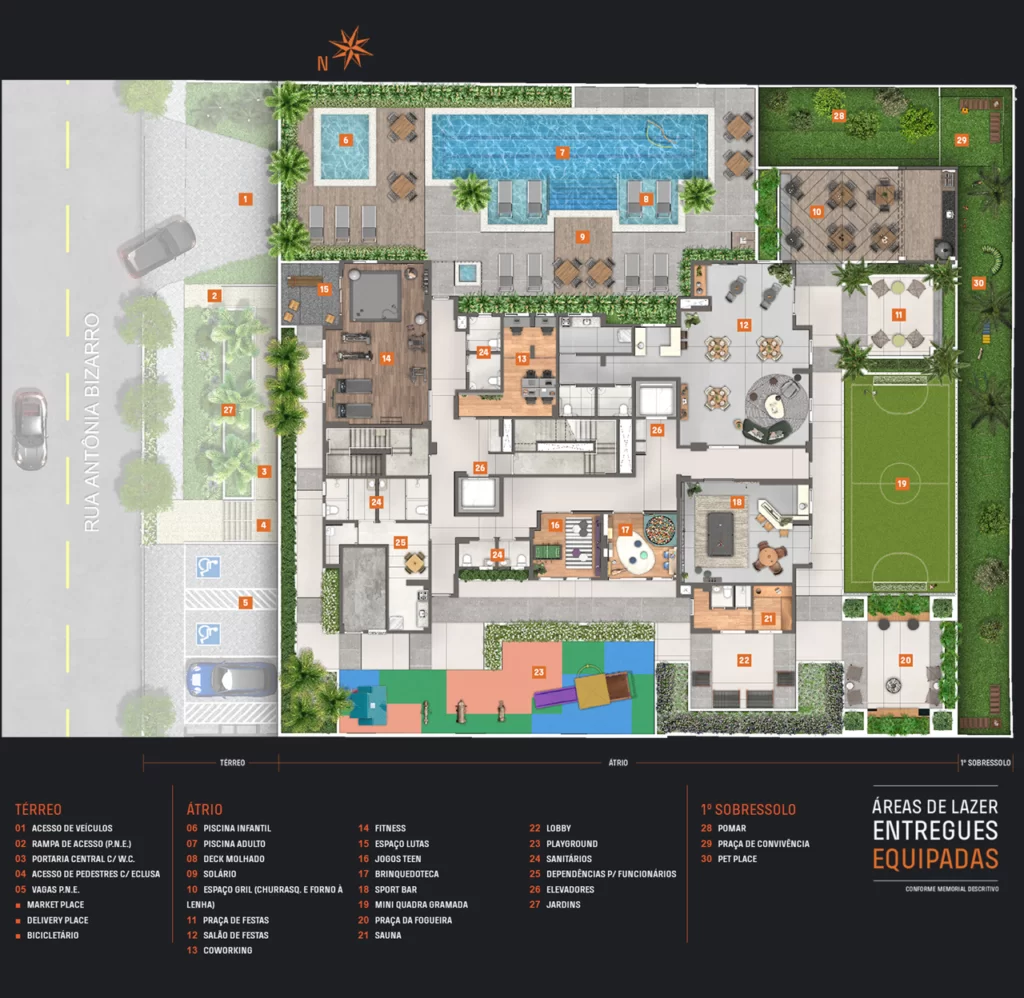 N
6
7
28
29
1
8
10
9
2
15
30
11
12
14
24
13
RUA ANTÔNIA BIZARRO
27
26
3
26
19
24
18
4
16
17
25
24
5
21
22
20
23
TÉRREO
ÁTRIO
1º SOBRESSOLO
TÉRREO
01 ACESSO DE VEÍCULOS
02 RAMPA DE ACESSO (P.N.E.)
03 PORTARIA CENTRAL C/ W.C.
04 ACESSO DE PEDESTRES C/ ECLUSA
05 VAGAS P.N.E.
MARKET PLACE
DELIVERY PLACE
BICICLETÁRIO
ÁTRIO
06 PISCINA INFANTIL
07 PISCINA ADULTO
08 DECK MOLHADO
09 SOLÁRIO
10 ESPAÇO GRIL (CHURRASQ. E FORNO À
LENHA)
11 PRAÇA DE FESTAS
12 SALÃO DE FESTAS
13 COWORKING
14 FITNESS
15 ESPAÇO LUTAS
16 JOGOS TEEN
17 BRINQUEDOTECA
18 SPORT BAR
19 MINI QUADRA GRAMADA
20 PRAÇA DA FOGUEIRA
21 SAUNA
22 LOBBY
23 PLAYGROUND
24 SANITÁRIOS
25 DEPENDÊNCIAS P/ FUNCIONÁRIOS
26 ELEVADORES
27 JARDINS
1º SOBRESSOLO
28 POMAR
29 PRAÇA DE CONVIVÊNCIA
30 PET PLACE
ÁREAS DE LAZER
ENTREGUES
EQUIPADAS
CONFORME MEMORIAL DESCRITIVO